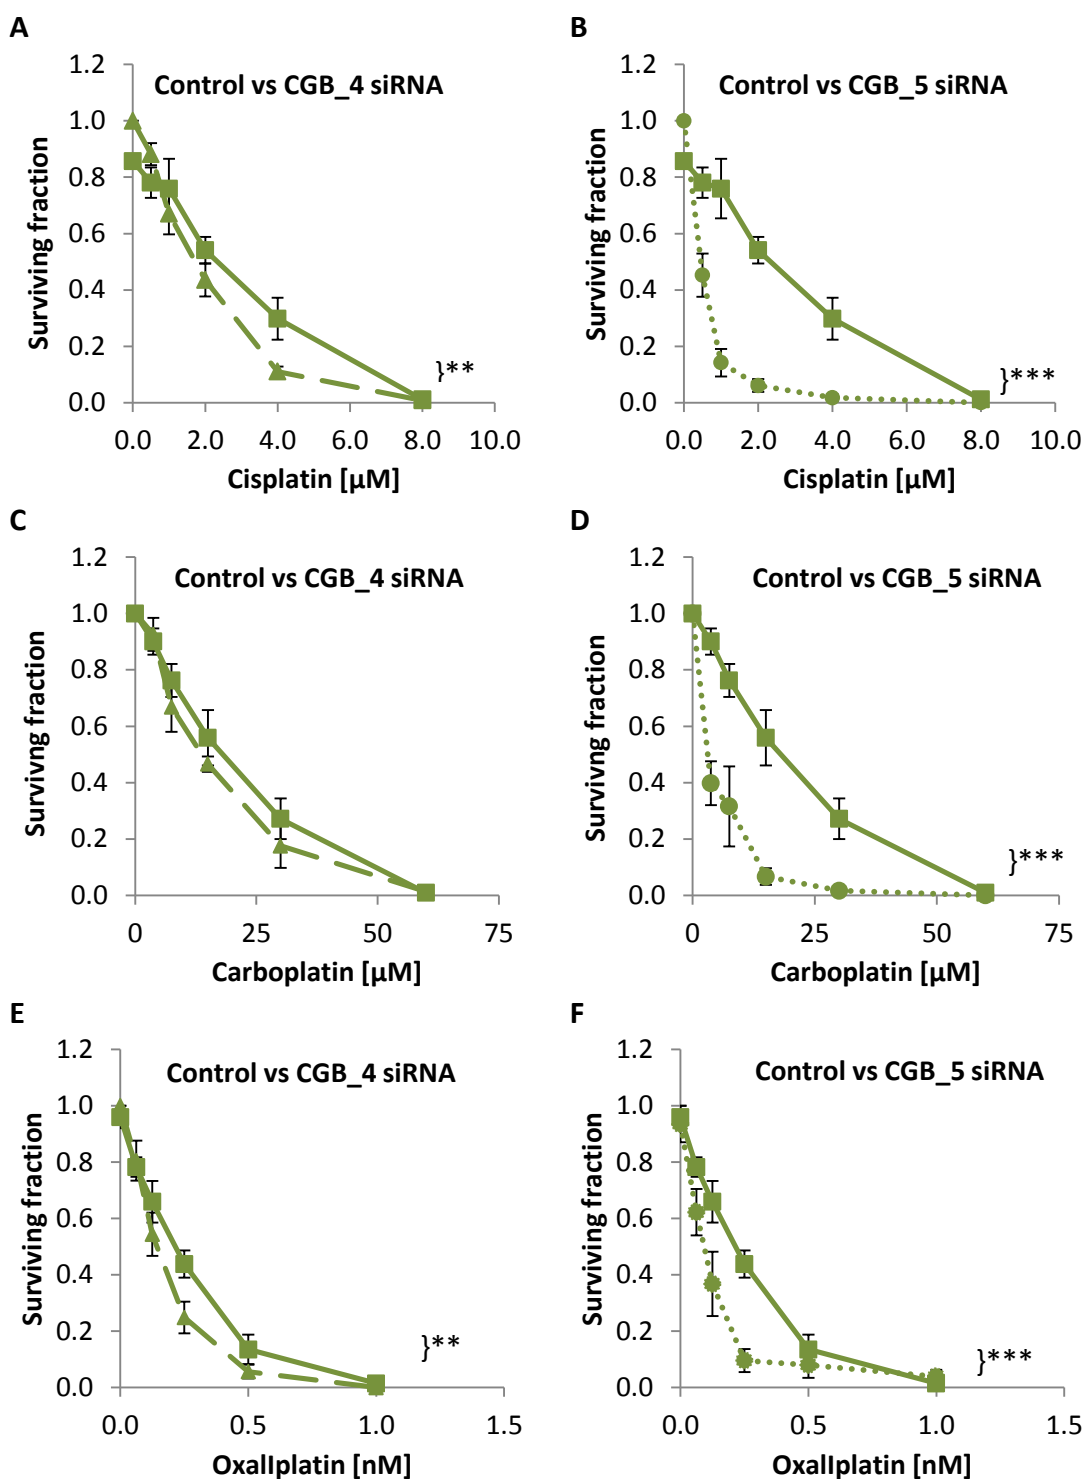 A
Control vs CGB_4 siRNA
Surviving fraction
1.2
1.0
0.8
0.6
0.4
0.2
0.0
}**
0.0 2.0 4.0 6.0 8.0 10.0
Cisplatin [µM]
B
Control vs CGB_5 siRNA
Surviving fraction
1.2
1.0
0.8
0.6
0.4
0.2
0.0
}***
0.0 2.0 4.0 6.0 8.0 10.0
Cisplatin [µM]
C
Control vs CGB_4 siRNA
Survivng fraction
1.2
1.0
0.8
0.6
0.4
0.2
0.0
0 25 50 75
Carboplatin [µM]
D
Control vs CGB_5 siRNA
Surviving fraction
1.2
1.0
0.8
0.6
0.4
0.2
0.0
}***
0 25 50 75
Carboplatin [µM]
E
Control vs CGB_4 siRNA
Surviving fraction
1.2
1.0
0.8
0.6
0.4
0.2
0.0
}**
0.0 0.5 1.0 1.5
OxalIplatin [nM]
F
Control vs CGB_5 siRNA
Surviving fraction
1.2
1.0
0.8
0.6
0.4
0.2
0.0
}***
0.0 0.5 1.0 1.5
OxalIplatin [nM]